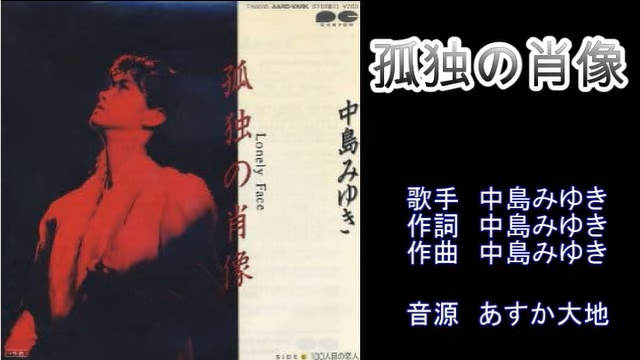 孤独の肖像
Lonely Face
中島みゆき
SIDE
100人目の恋人
孤独の肖像
歌手 中島みゆき
作詞 中島みゆき
作曲 中島みゆき
音源 あすか大地